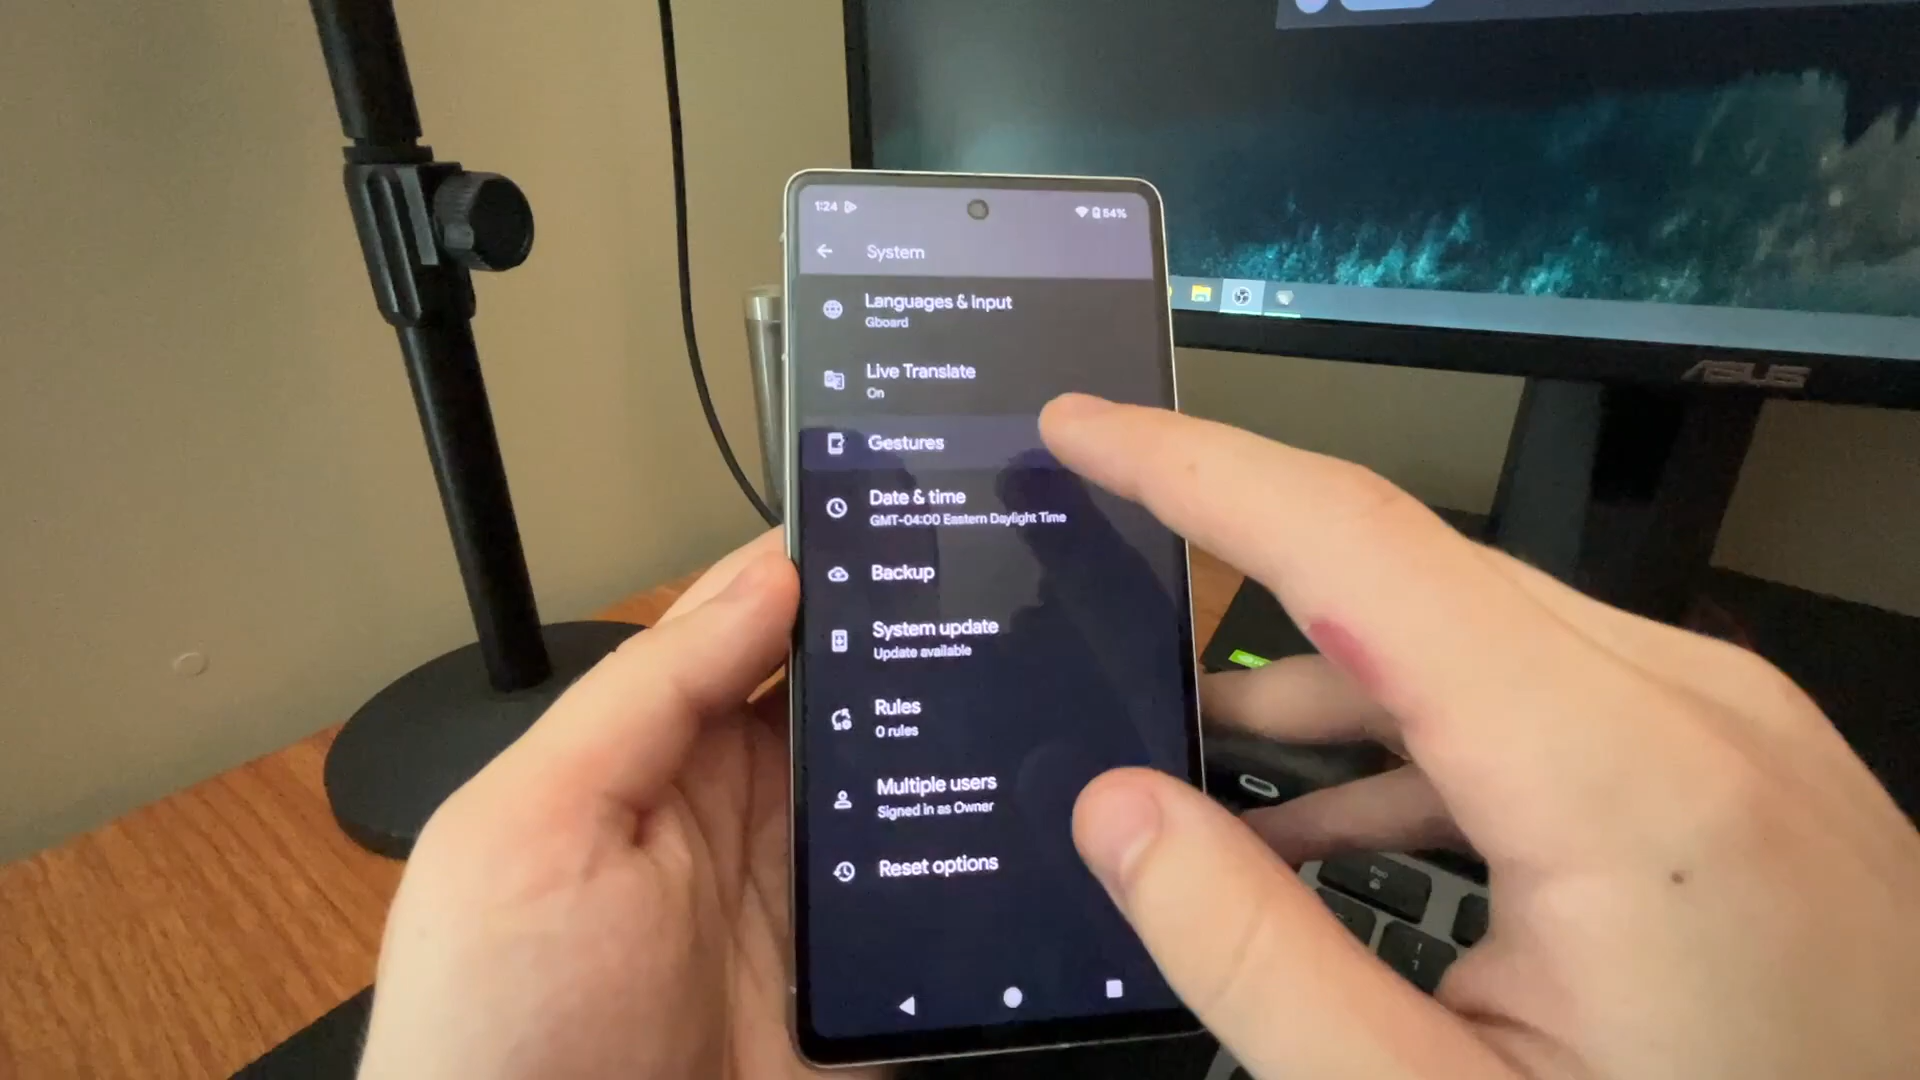 1:24
54%
System
Languages & input
Gboard
Live Translate
On
Gestures
Date & time
GMT-04:00 Eastern Daylight Time
Backup
System update
Update available
Rules
0 rules
Multiple users
Signed in as Owner
Reset options
ASUS
Esc